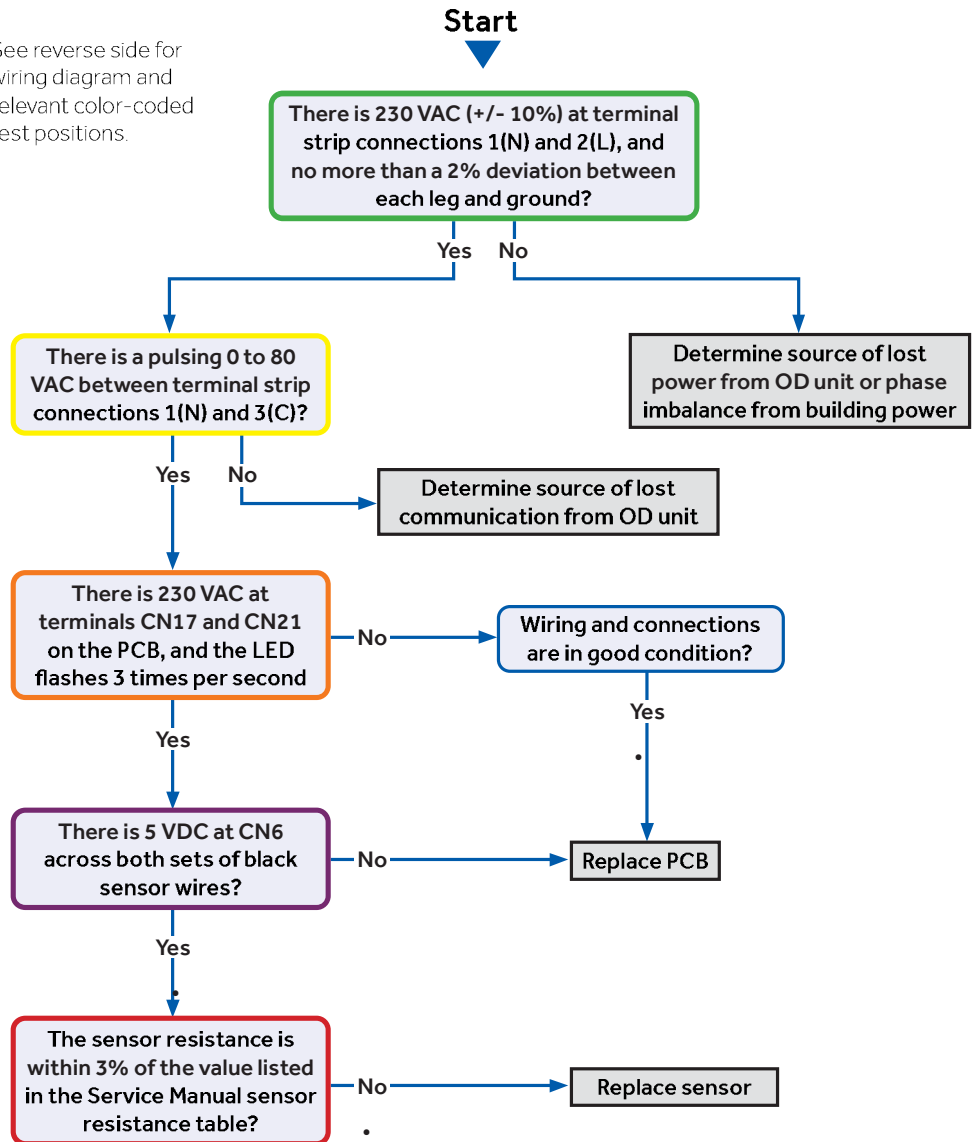 Start
See reverse side for
wiring diagram and
relevant color-coded
test positions.
There is 230 VAC (+/- 10%) at terminal
strip connections 1(N) and 2(L), and
no more than a 2% deviation between
each leg and ground?
Yes No
There is a pulsing 0 to 80
VAC between terminal strip
connections 1(N) and 3(C)?
Determine source of lost
power from OD unit or phase
imbalance from building power
Yes No
Determine source of lost
communication from OD unit
There is 230 VAC at
terminals CN17 and CN21
on the PCB, and the LED
flashes 3 times per second
No
Wiring and connections
are in good condition?
Yes
Yes
There is 5 VDC at CN6
across both sets of black
sensor wires?
No
Replace PCB
Yes
The sensor resistance is
within 3% of the value listed
in the Service Manual sensor
resistance table?
No
Replace sensor